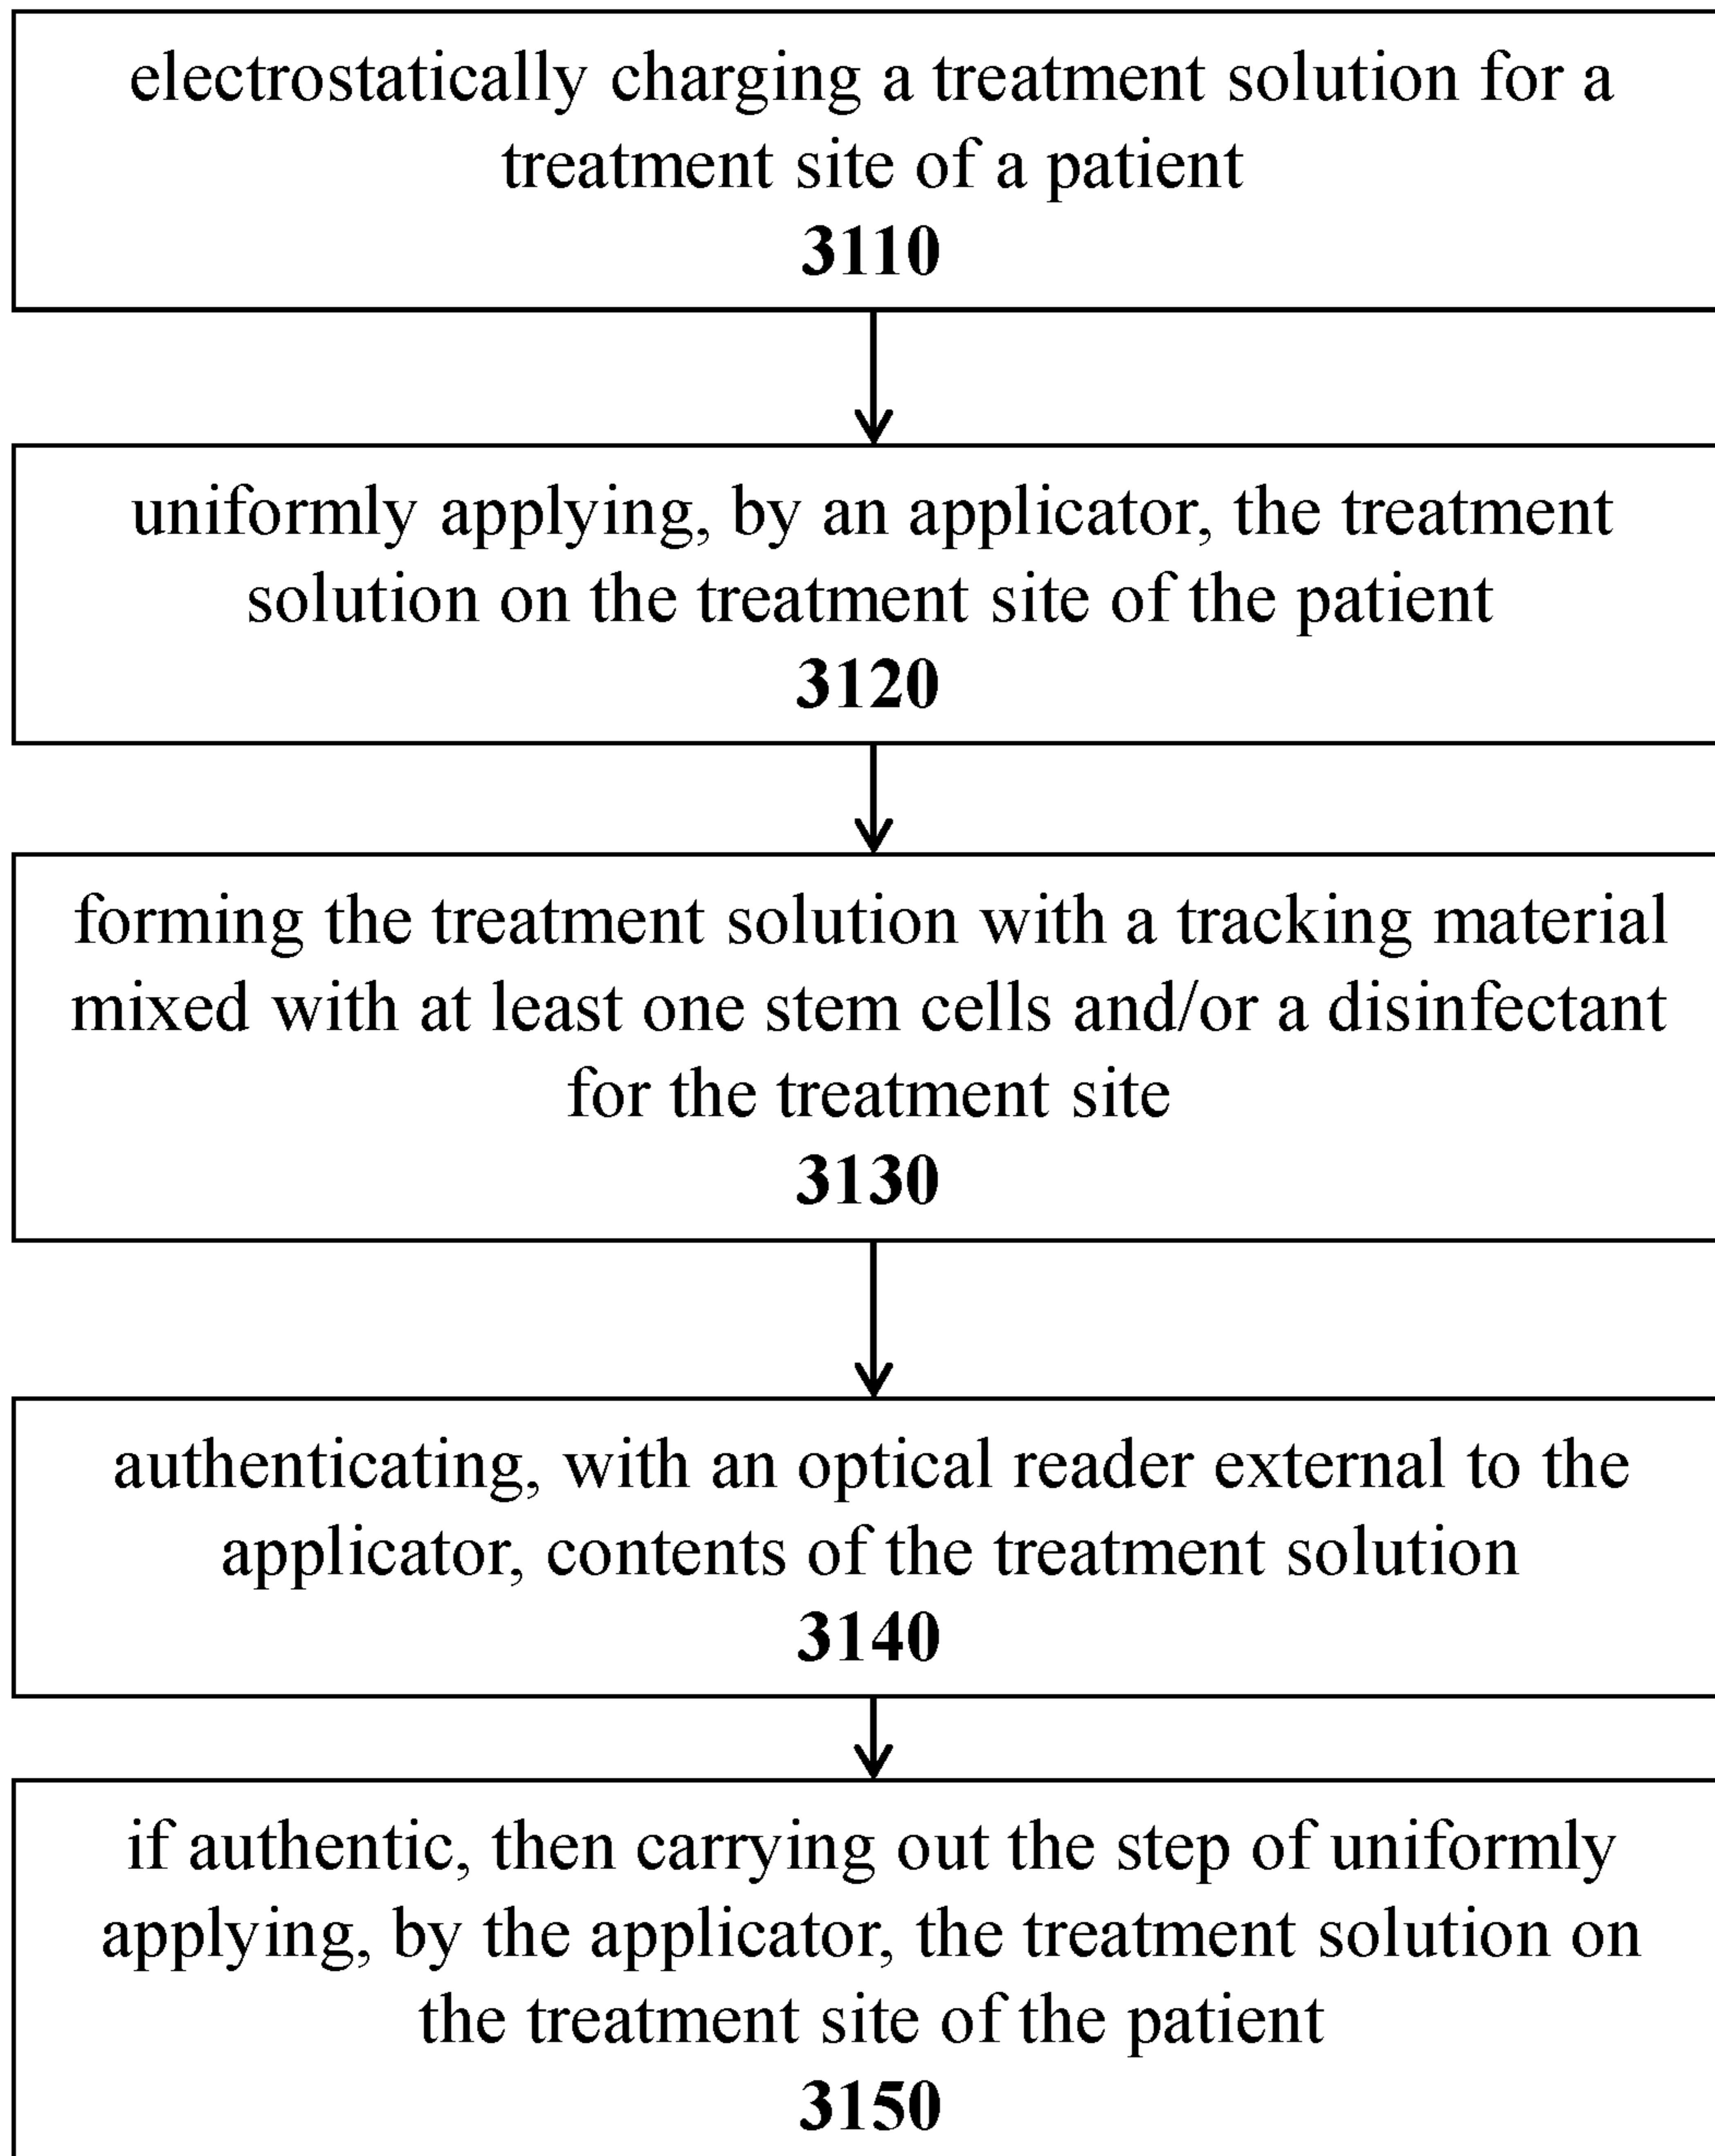 electrostatically charging a treatment solution for a
treatment site of a patient
3110
uniformly applying, by an applicator, the treatment
solution on the treatment site of the patient
3120
forming the treatment solution with a tracking material
mixed with at least one stem cells and/or a disinfectant
for the treatment site
3130
authenticating, with an optical reader external to the
applicator, contents of the treatment solution
3140
if authentic, then carrying out the step of uniformly
applying, by the applicator, the treatment solution on
the treatment site of the patient
3150